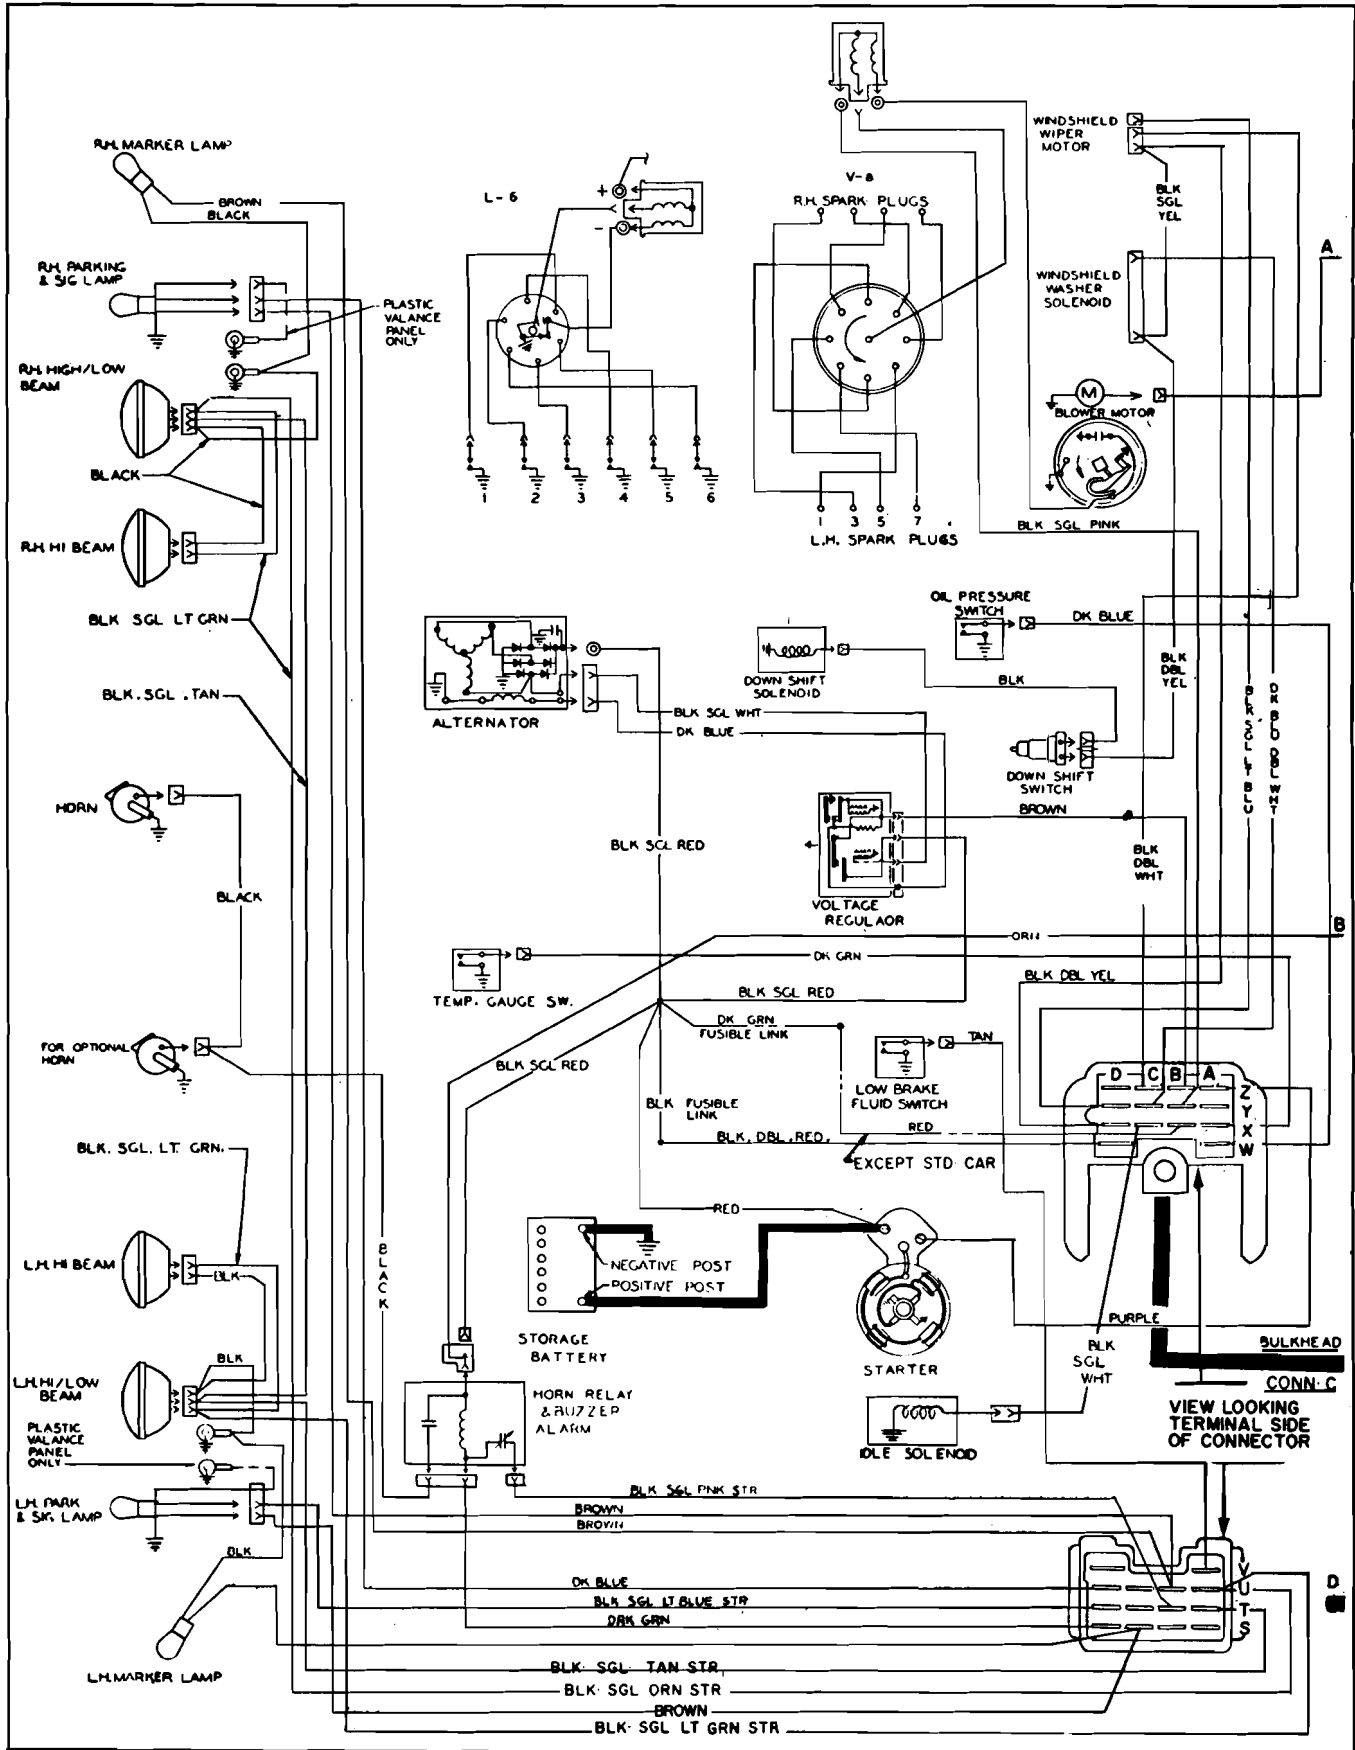 R.H. MARKER LAMP
BROWN
BLACK
L-6
+
-
V-8
R.H. SPARK PLUGS
WINDSHIELD
WIPER
MOTOR
BLK
SGL
YEL
A
R.H. PARKING
& SIG LAMP
PLASTIC
VALANCE
PANEL
ONLY
WINDSHIELD
WASHER
SOLENOID
R.H. HIGH/LOW
BEAM
M
BLOWER MOTOR
BLACK
1 2 3 4 5 6
1 3 5 7
L.H. SPARK PLUGS
BLK SGL PINK
R.H. HI BEAM
BLK SGL LT GRN
OIL PRESSURE
SWITCH
DK BLUE
DOWN SHIFT
SOLENOID
BLK
BLK
DBL
YEL
BLK SGL LT BLU
DK BLU DBL WHT
BLK. SGL. TAN
ALTERNATOR
BLK SGL WHT
DK BLUE
DOWN SHIFT
SWITCH
HORN
BROWN
BLK SGL RED
BLK
DBL
WHT
BLACK
VOLTAGE
REGULAOR
ORN
B
DK GRN
TEMP. GAUGE SW.
BLK SGL RED
BLK DBL YEL
DK GRN
FUSIBLE LINK
TAN
FOR OPTIONAL
HORN
BLK SGL RED
LOW BRAKE
FLUID SWITCH
D C B A
Z
Y
X
W
BLK FUSIBLE
LINK
RED
BLK. DBL. RED.
EXCEPT STD CAR
BLK. SGL. LT. GRN.
RED
BLACK
L.H. HI BEAM
BLK
NEGATIVE POST
POSITIVE POST
STORAGE
BATTERY
STARTER
PURPLE
BLK
SGL
WHT
BULKHEAD
CONN. C
VIEW LOOKING
TERMINAL SIDE
OF CONNECTOR
BLK
L.H. HI/LOW
BEAM
HORN RELAY
& BUZZER
ALARM
PLASTIC
VALANCE
PANEL
ONLY
IDLE SOLENOID
L.H. PARK
& SIG LAMP
BLK SGL PNK STR
BROWN
BROWN
BLK
DK BLUE
BLK SGL LT BLUE STR
DRK GRN
V
U
T
S
D
L.H. MARKER LAMP
BLK SGL TAN STR
BLK SGL ORN STR
BROWN
BLK SGL LT GRN STR